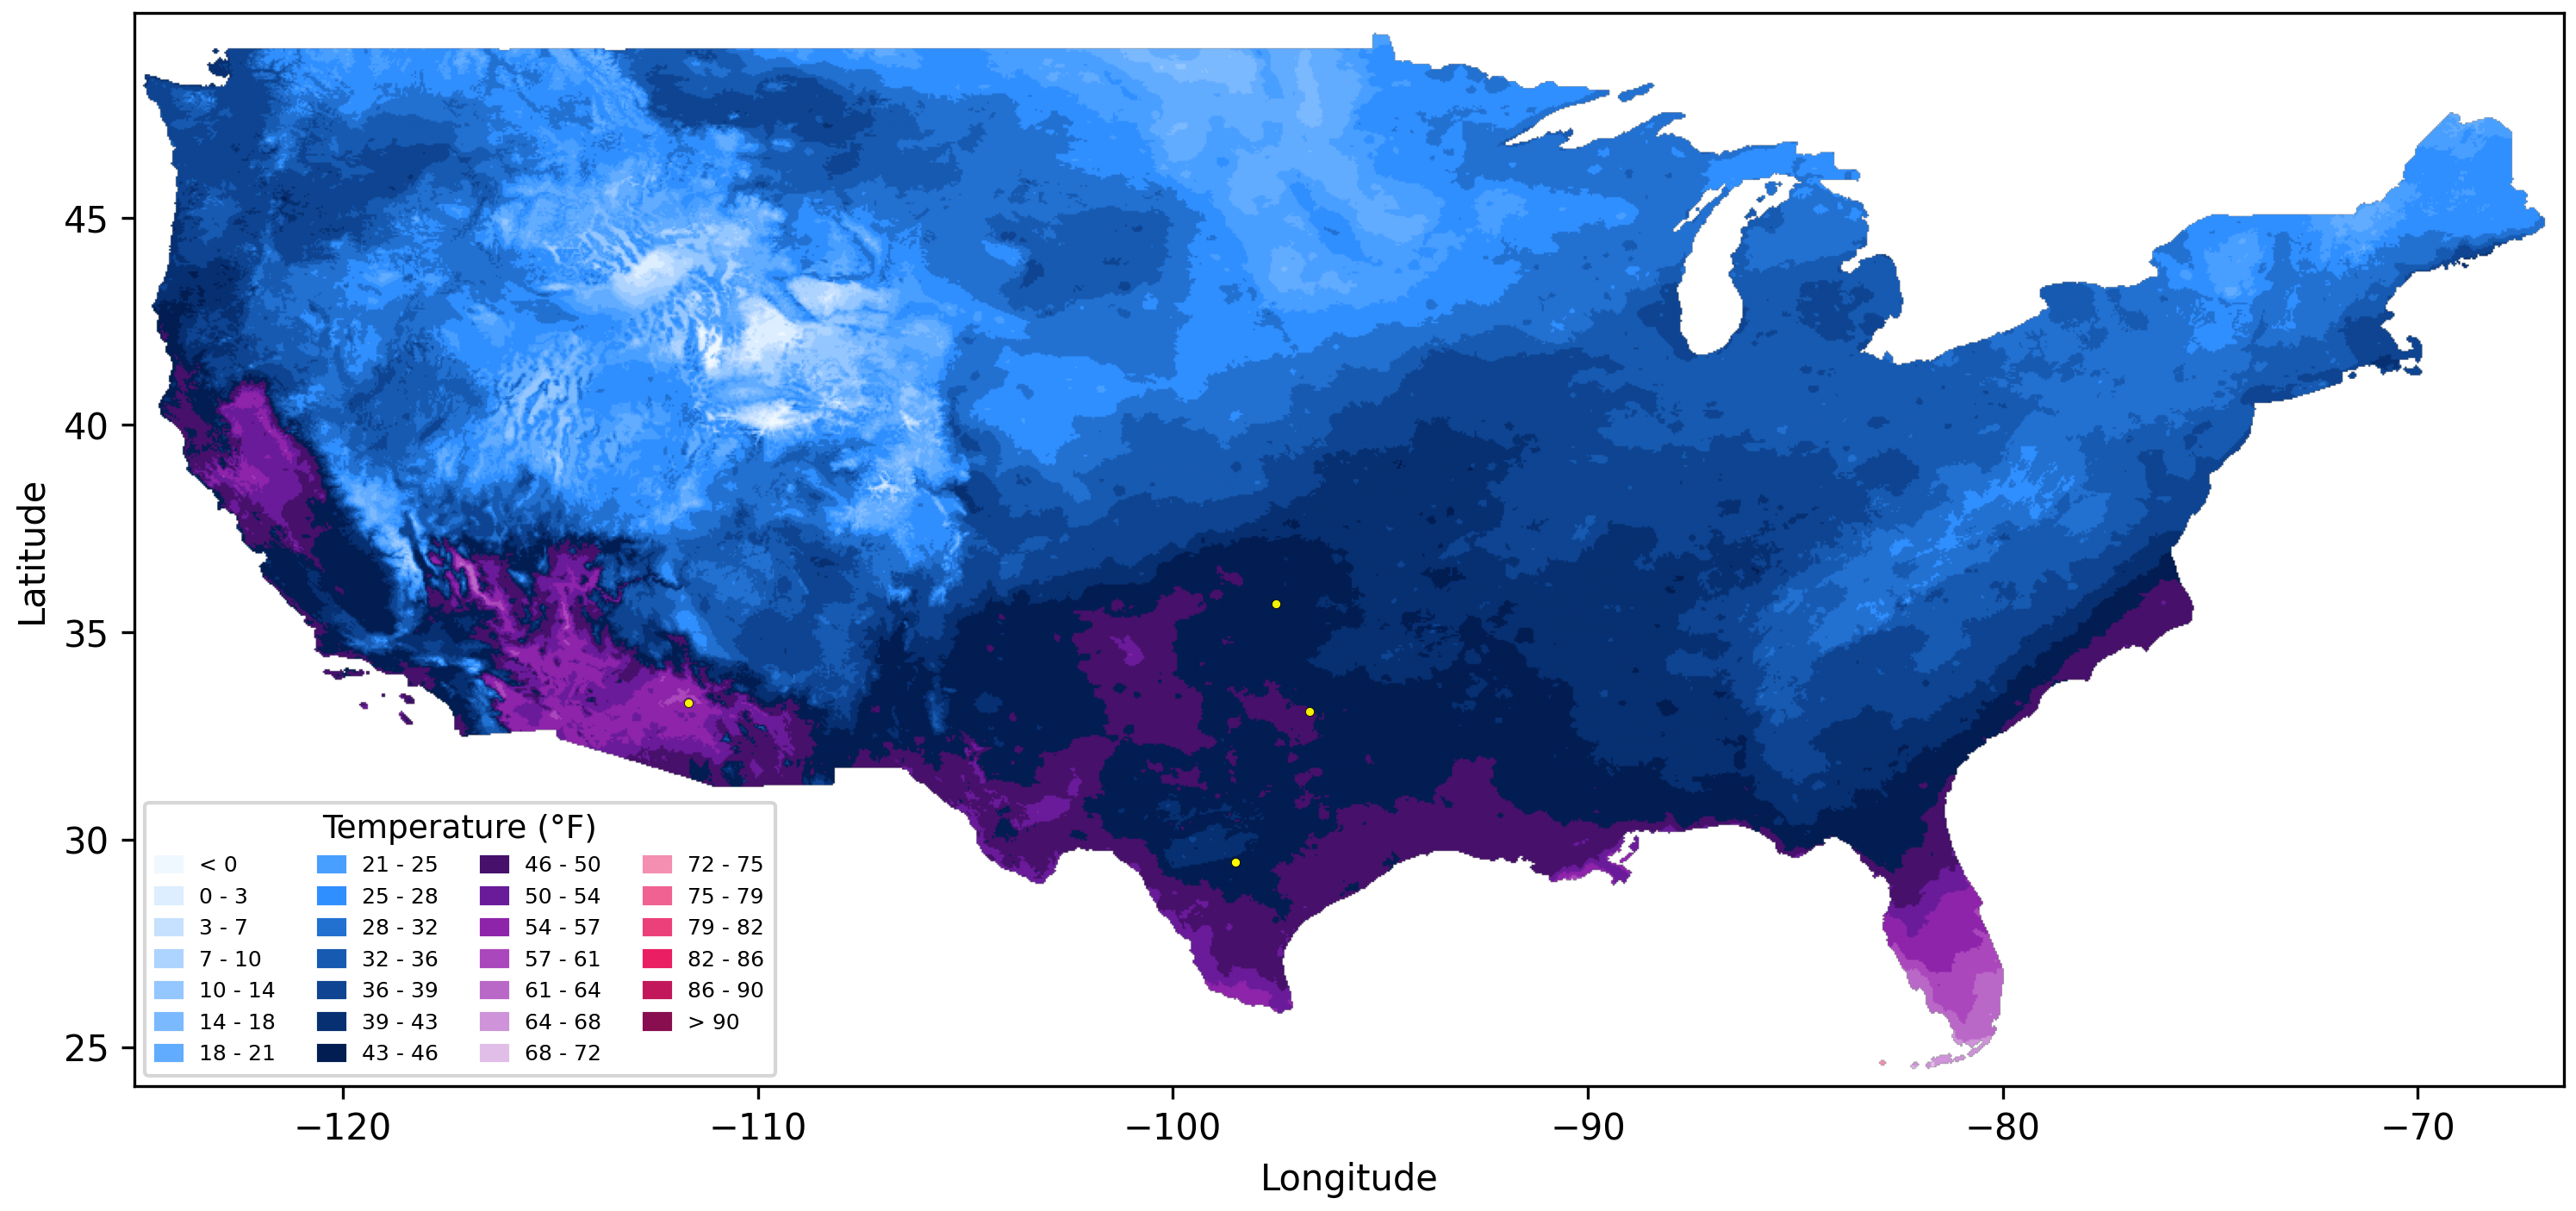 45
40
35
30
25
Latitude
Temperature (°F)
< 0 21 - 25 46 - 50 72 - 75
0 - 3 25 - 28 50 - 54 75 - 79
3 - 7 28 - 32 54 - 57 79 - 82
7 - 10 32 - 36 57 - 61 82 - 86
10 - 14 36 - 39 61 - 64 86 - 90
14 - 18 39 - 43 64 - 68 > 90
18 - 21 43 - 46 68 - 72
−120 −110 −100 −90 −80 −70
Longitude